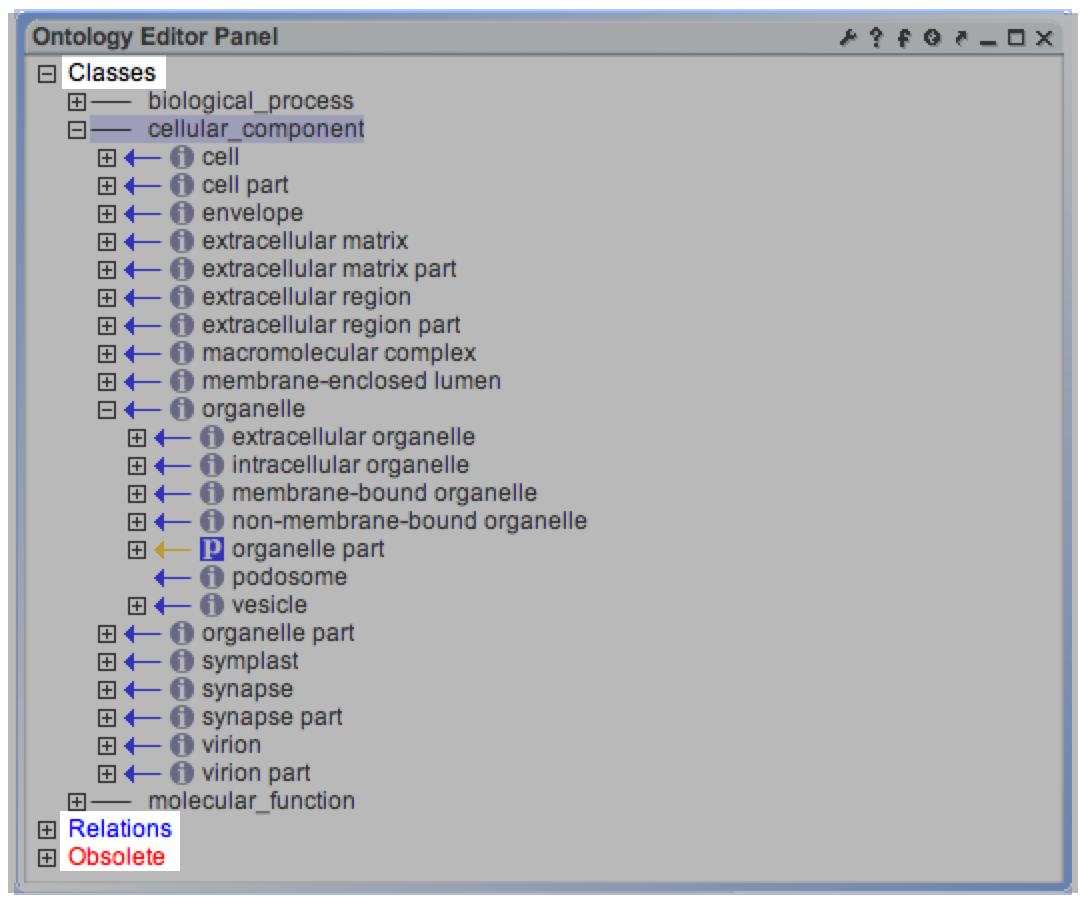 Ontology Editor Panel
Classes
biological_process
cellular_component
cell
cell part
envelope
extracellular matrix
extracellular matrix part
extracellular region
extracellular region part
macromolecular complex
membrane-enclosed lumen
organelle
extracellular organelle
intracellular organelle
membrane-bound organelle
non-membrane-bound organelle
P organelle part
podosome
vesicle
organelle part
symplast
synapse
synapse part
virion
virion part
molecular_function
Relations
Obsolete